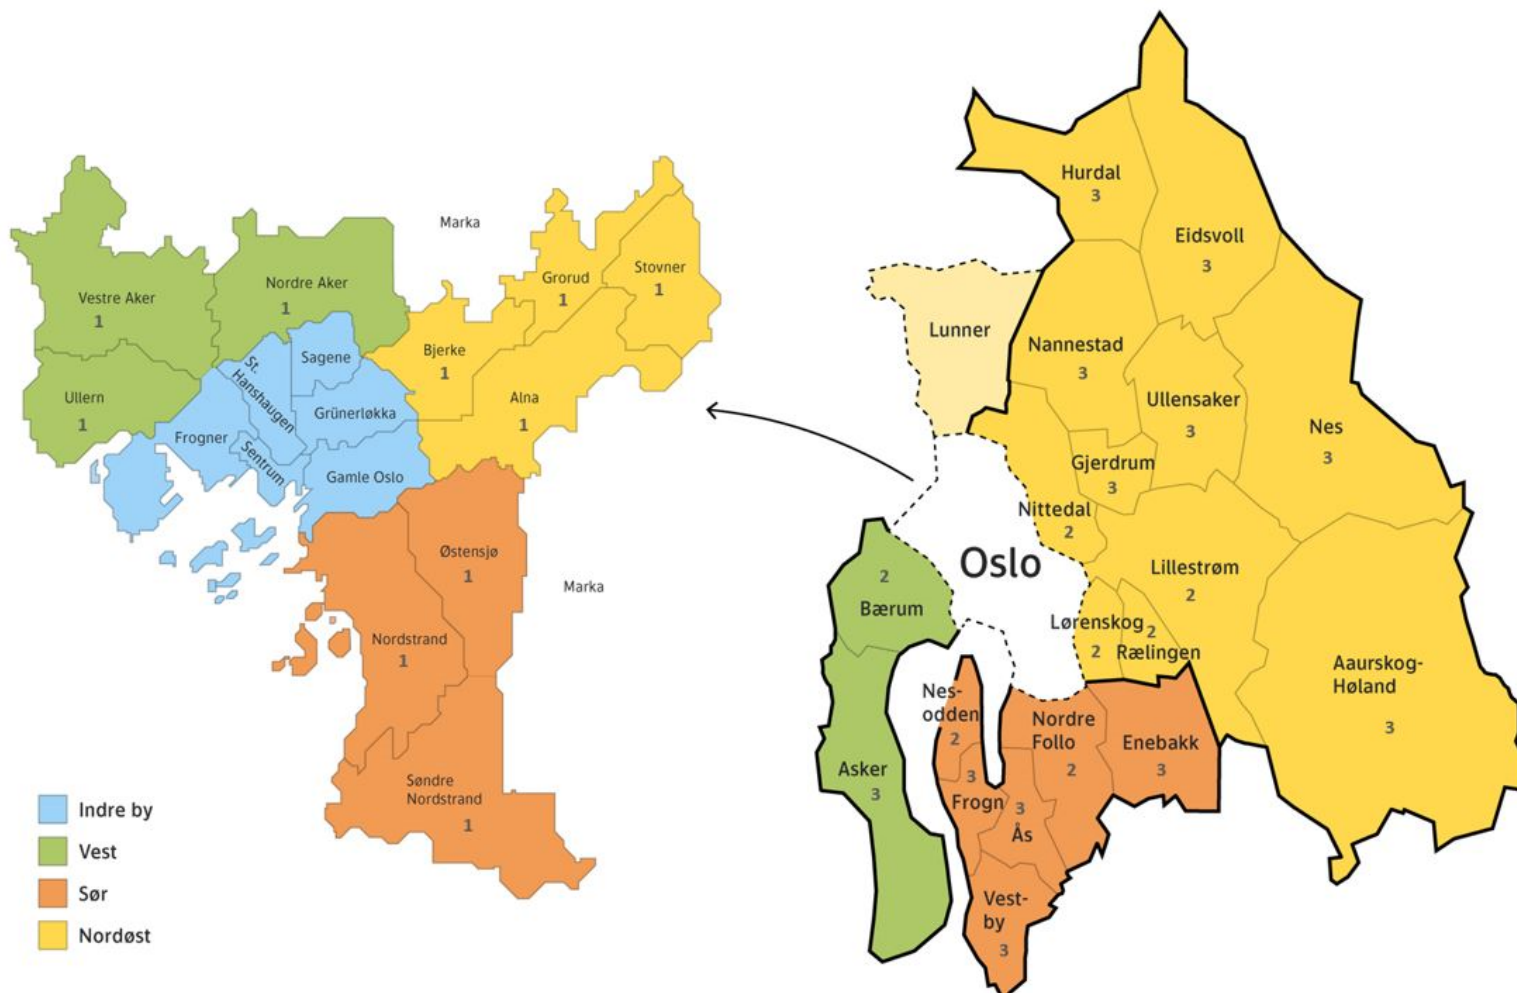 Marka
Vestre Aker
1
Nordre Aker
1
Grorud
1
Stovner
1
Ullern
1
St.
Hanshaugen
Sagene
Bjerke
1
Alna
1
Grünerløkka
Frogner
Sentrum
Gamle Oslo
Østensjø
1
Marka
Nordstrand
1
Søndre
Nordstrand
1
Indre by
Vest
Sør
Nordøst
Hurdal
3
Eidsvoll
3
Lunner
Nannestad
3
Ullensaker
3
Nes
3
Gjerdrum
3
Nittedal
2
Oslo
Lillestrøm
2
2
Bærum
Lørenskog
2
2
Rælingen
Aaurskog-
Høland
3
Nes-
odden
2
Nordre
Follo
2
Enebakk
3
Asker
3
3
Frogn
3
Ås
Vest-
by
3